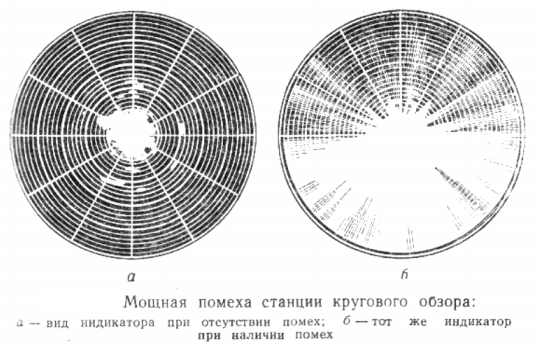 а б
Мощная помеха станции кругового обзора:
а — вид индикатора при отсутствии помех; б — тот же индикатор
при наличии помех